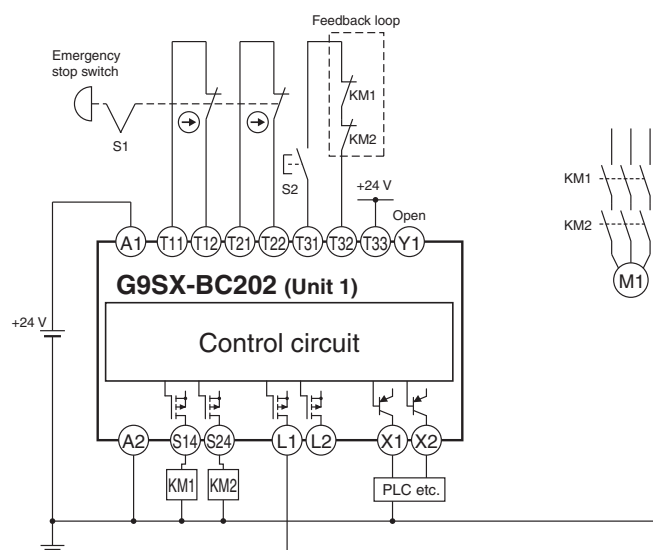 Feedback loop
Emergency
stop switch
KM1
KM2
S1
S2
+24 V
Open
A1 T11 T12 T21 T22 T31 T32 T33 Y1
G9SX-BC202 (Unit 1)
Control circuit
+24 V
A2 S14 S24 L1 L2 X1 X2
KM1 KM2 PLC etc.
KM1
KM2
M1